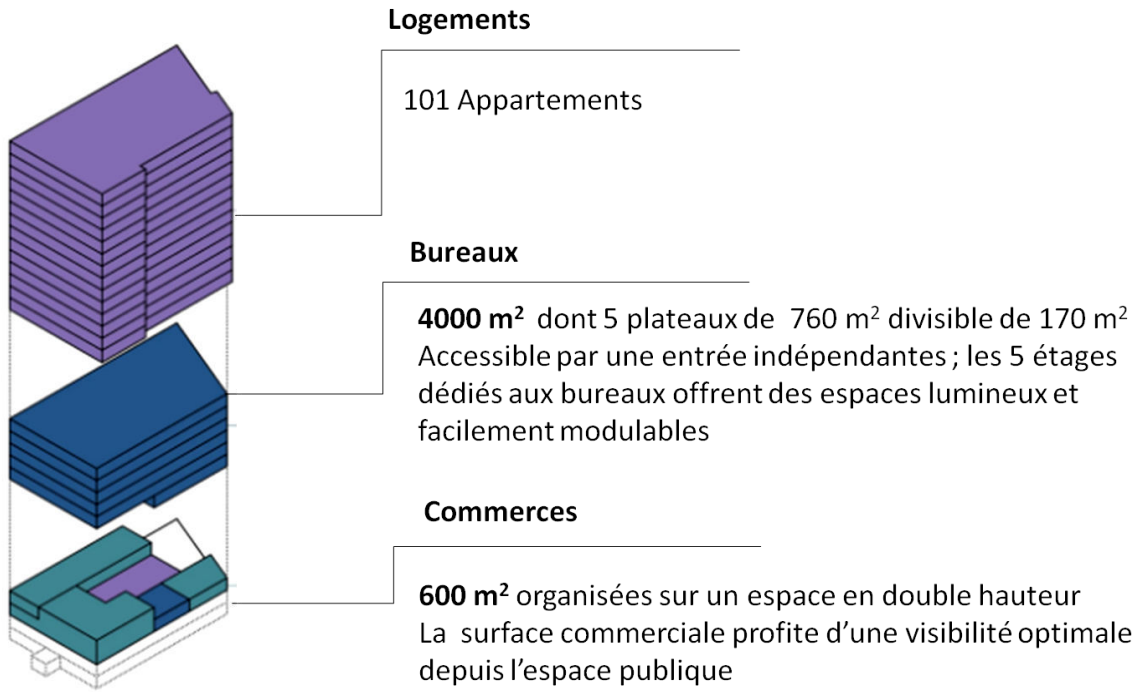 Logements
101 Appartements
Bureaux
4000 m² dont 5 plateaux de 760 m² divisible de 170 m²
Accessible par une entrée indépendantes ; les 5 étages
dédiés aux bureaux offrent des espaces lumineux et
facilement modulables
Commerces
600 m² organisées sur un espace en double hauteur
La surface commerciale profite d’une visibilité optimale
depuis l’espace publique